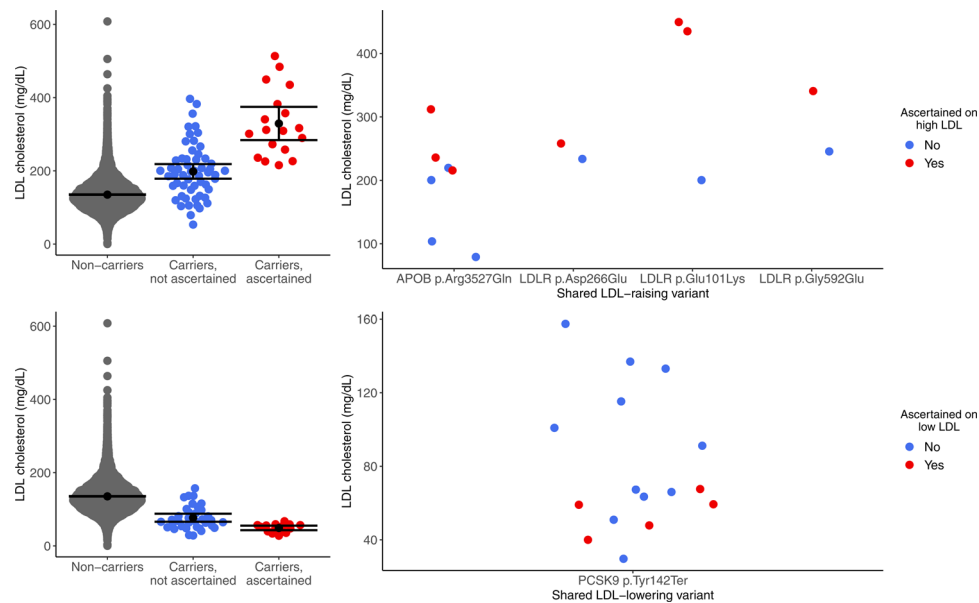 LDL cholesterol (mg/dL)
600
400
200
0
Non−carriers
Carriers,
not ascertained
Carriers,
ascertained
LDL cholesterol (mg/dL)
400
300
200
100
APOB p.Arg3527Gln
LDLR p.Asp266Glu
LDLR p.Glu101Lys
LDLR p.Gly592Glu
Shared LDL−raising variant
Ascertained on
high LDL
No
Yes
LDL cholesterol (mg/dL)
600
400
200
0
Non−carriers
Carriers,
not ascertained
Carriers,
ascertained
LDL cholesterol (mg/dL)
160
120
80
40
PCSK9 p.Tyr142Ter
Shared LDL−lowering variant
Ascertained on
low LDL
No
Yes